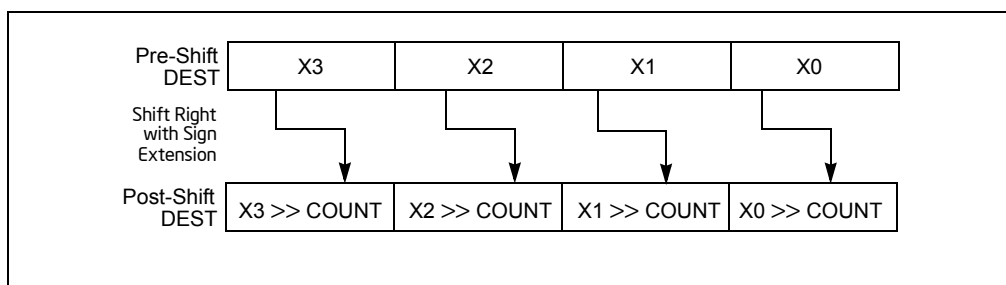 Pre-Shift
DEST
X3 X2 X1 X0
Shift Right
with Sign
Extension
Post-Shift
DEST
X3 >> COUNT X2 >> COUNT X1 >> COUNT X0 >> COUNT